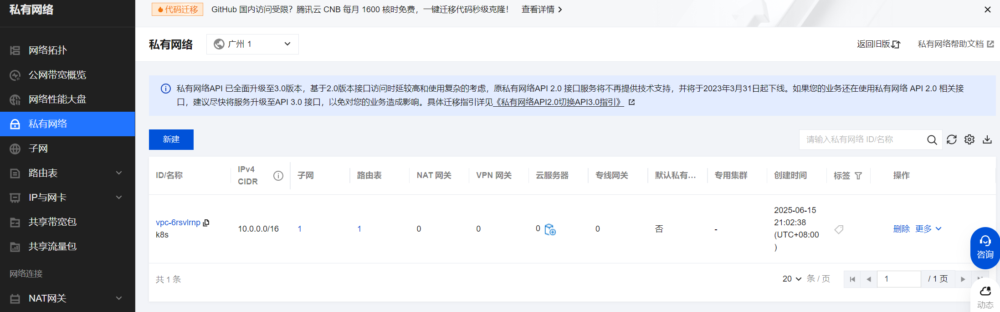 私有网络
代码迁移
GitHub 国内访问受限？腾讯云 CNB 每月 1600 核时免费，一键迁移代码秒级克隆！
查看详情
网络拓扑
公网带宽概览
网络性能大盘
私有网络
子网
路由表
IP与网卡
共享带宽包
共享流量包
网络连接
NAT网关
私有网络
广州 1
返回旧版
私有网络帮助文档
私有网络API 已全面升级至3.0版本，基于2.0版本接口访问时延较高和使用复杂的考虑，原私有网络API 2.0 接口服务将不再提供技术支持，并将于2023年3月31日起下线。如果您的业务还在使用私有网络 API 2.0 相关接
口，建议尽快将服务升级至API 3.0 接口，以免对您的业务造成影响。具体迁移指引详见《私有网络API2.0切换API3.0指引》
新建
请输入私有网络 ID/名称
ID/名称
IPv4
CIDR
子网
路由表
NAT 网关
VPN 网关
云服务器
专线网关
默认私有...
专用集群
创建时间
标签
操作
vpc-6rsvlrnp
k8s
10.0.0.0/16
1
1
0
0
0
0
否
-
2025-06-15
21:02:38
(UTC+08:00
)
删除 更多
共 1 条
20 条 / 页
1
/ 1 页
咨询
动态